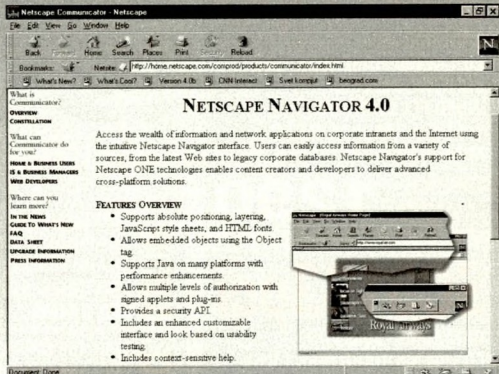 Netscape Communicator - Netscape
File Edit View Go Window Help
Back Forward Home Search Places Print Security Reload
Bookmarks: Netsite: http://home.netscape.com/comprod/products/communicator/index.html
What's New? What's Cool? Version 4.0b CNN Interact Svet kompjut bengrad.com
What is
Communicator?
OVERVIEW
CONSTELLATION
What can
Communicator do
for you?
HOME & BUSINESS USERS
IS & BUSINESS MANAGERS
WEB DEVELOPERS
Where can you
learn more?
IN THE NEWS
GUIDE TO WHAT'S NEW
FAQ
DATA SHEET
UPGRADE INFORMATION
PRESS INFORMATION
NETSCAPE NAVIGATOR 4.0
Access the wealth of information and network applications on corporate intranets and the Internet using
the intuitive Netscape Navigator interface. Users can easily access information from a variety of
sources, from the latest Web sites to legacy corporate databases. Netscape Navigator's support for
Netscape ONE technologies enables content creators and developers to deliver advanced
cross-platform solutions.
FEATURES OVERVIEW
• Supports absolute positioning, layering,
JavaScript style sheets, and HTML fonts.
• Allows embedded objects using the Object
tag.
• Supports Java on many platforms with
performance enhancements.
• Allows multiple levels of authorization with
signed applets and plug-ins.
• Provides a security API.
• Includes an enhanced customizable
interface and look based on usability
testing.
• Includes context-sensitive help.
Royal Airways
Document: Done